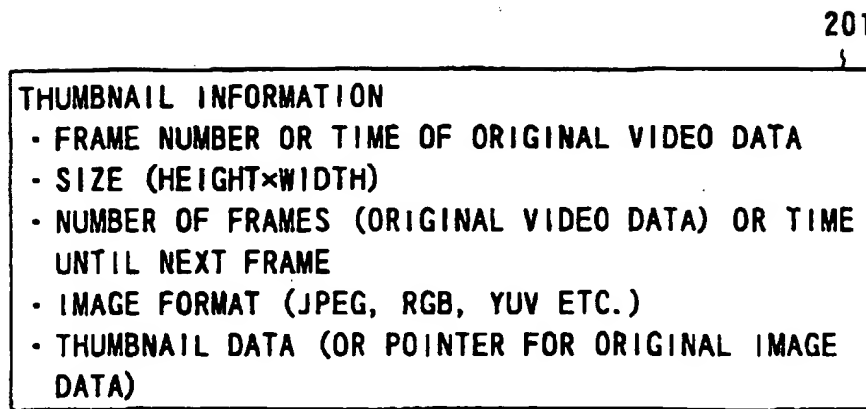 201
THUMBNAIL INFORMATION
- FRAME NUMBER OR TIME OF ORIGINAL VIDEO DATA
- SIZE (HEIGHT×WIDTH)
- NUMBER OF FRAMES (ORIGINAL VIDEO DATA) OR TIME
UNTIL NEXT FRAME
- IMAGE FORMAT (JPEG, RGB, YUV ETC.)
- THUMBNAIL DATA (OR POINTER FOR ORIGINAL IMAGE
DATA)